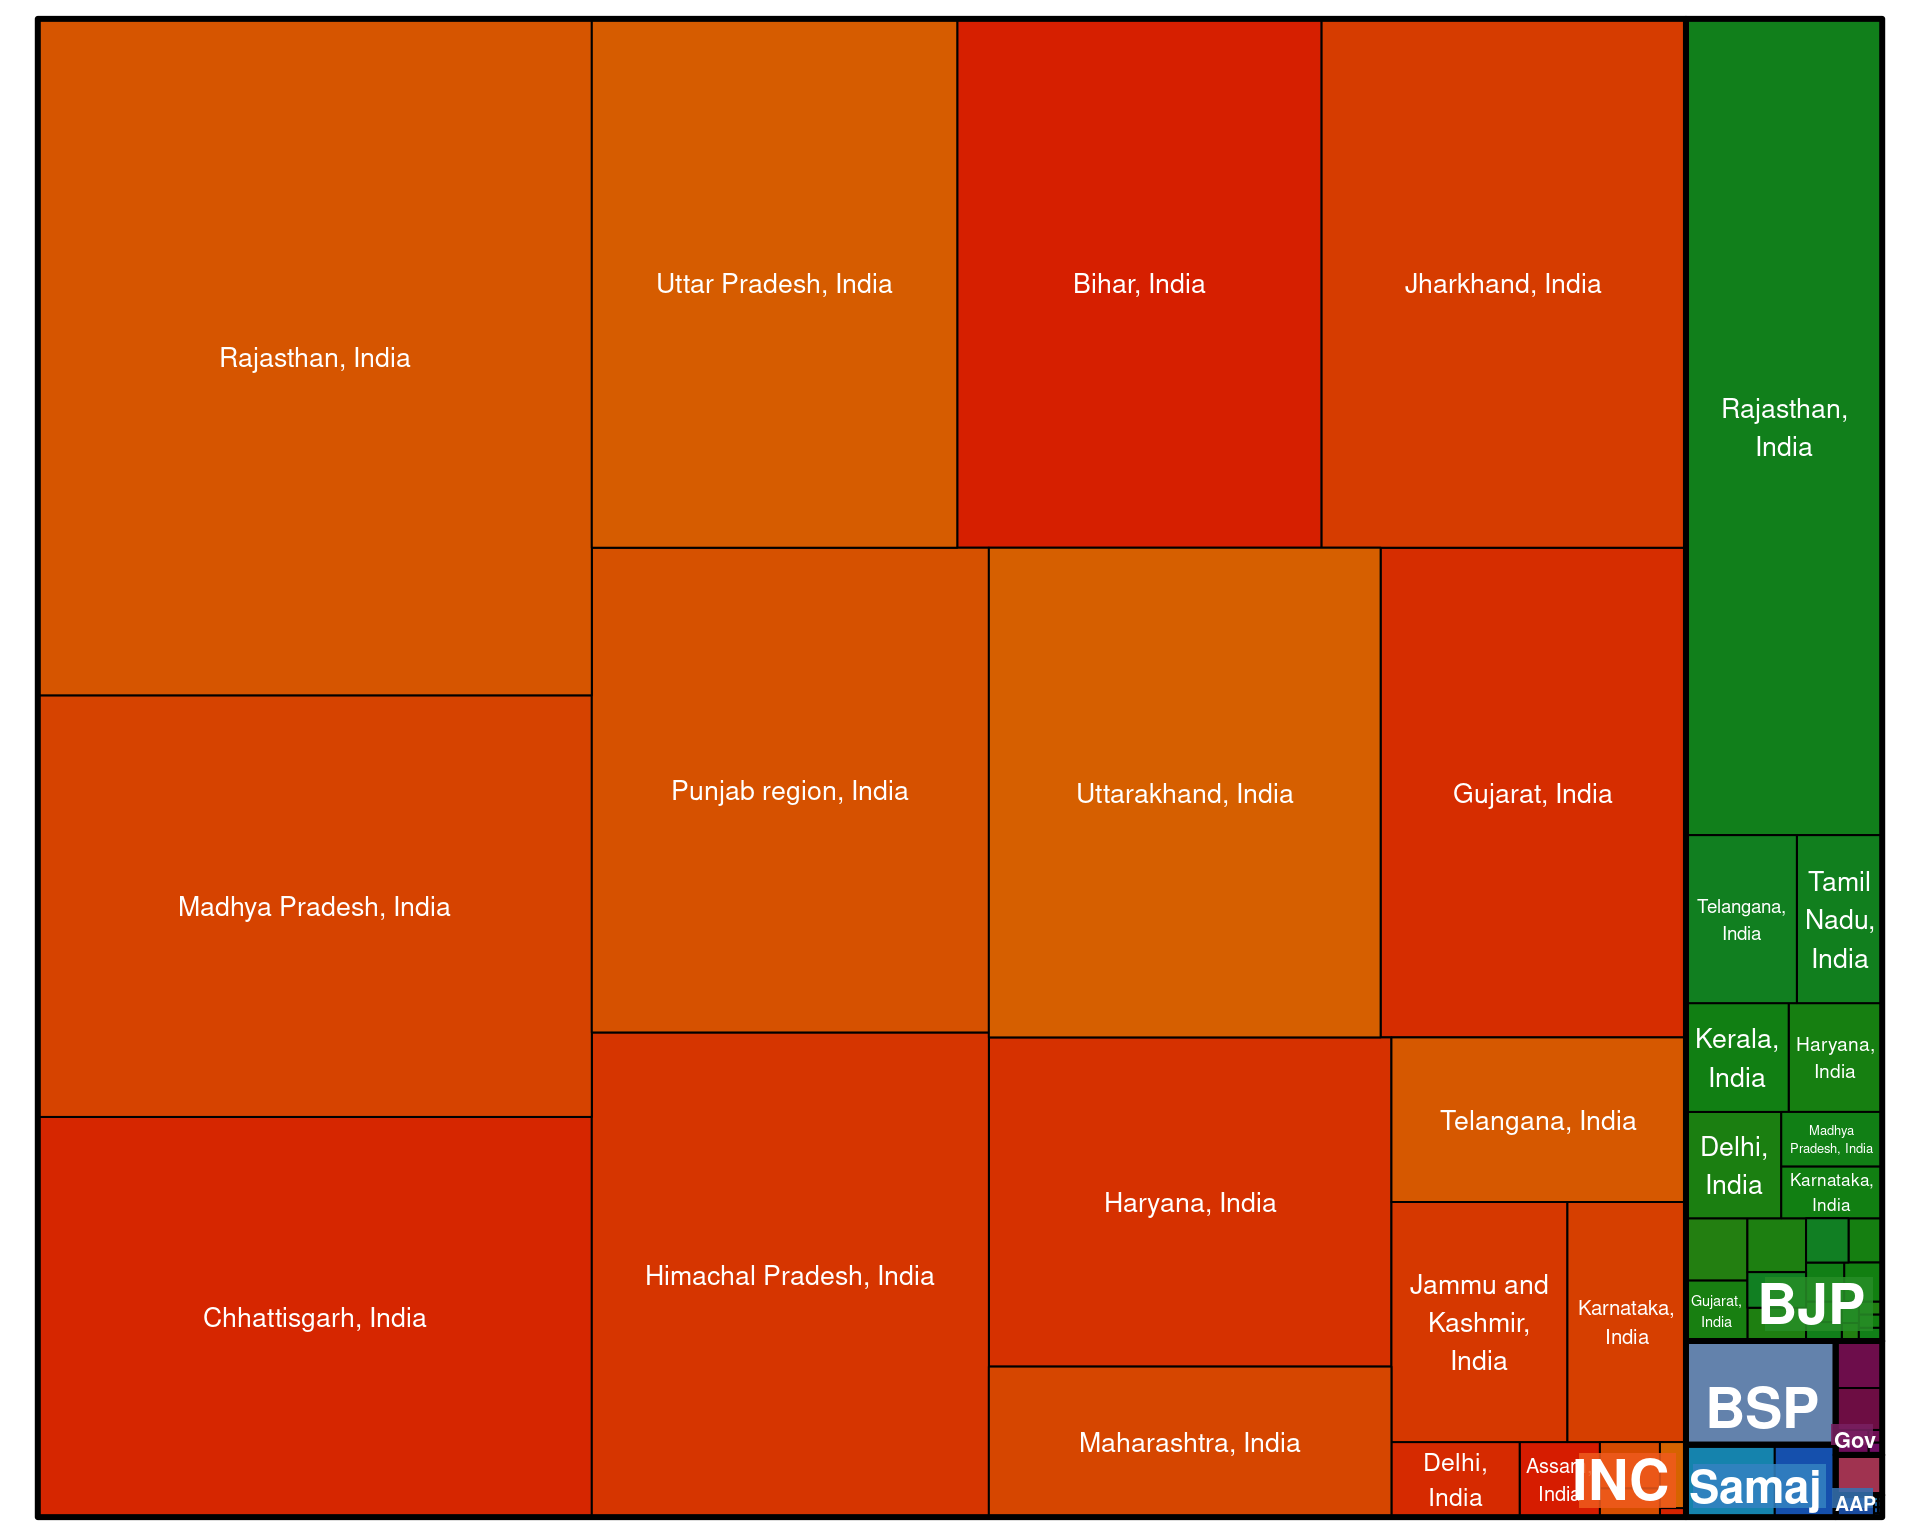 Rajasthan, India
Uttar Pradesh, India
Bihar, India
Jharkhand, India
Rajasthan,
India
Punjab region, India
Uttarakhand, India
Gujarat, India
Madhya Pradesh, India
Telangana,
India
Tamil
Nadu,
India
Kerala,
India
Haryana,
India
Delhi,
India
Madhya
Pradesh, India
Karnataka,
India
Telangana, India
Haryana, India
Himachal Pradesh, India
Chhattisgarh, India
Jammu and
Kashmir,
India
Karnataka,
India
Gujarat,
India
BJP
BSP
Maharashtra, India
Gov
Delhi,
India
India
INC
Samaj
AAP